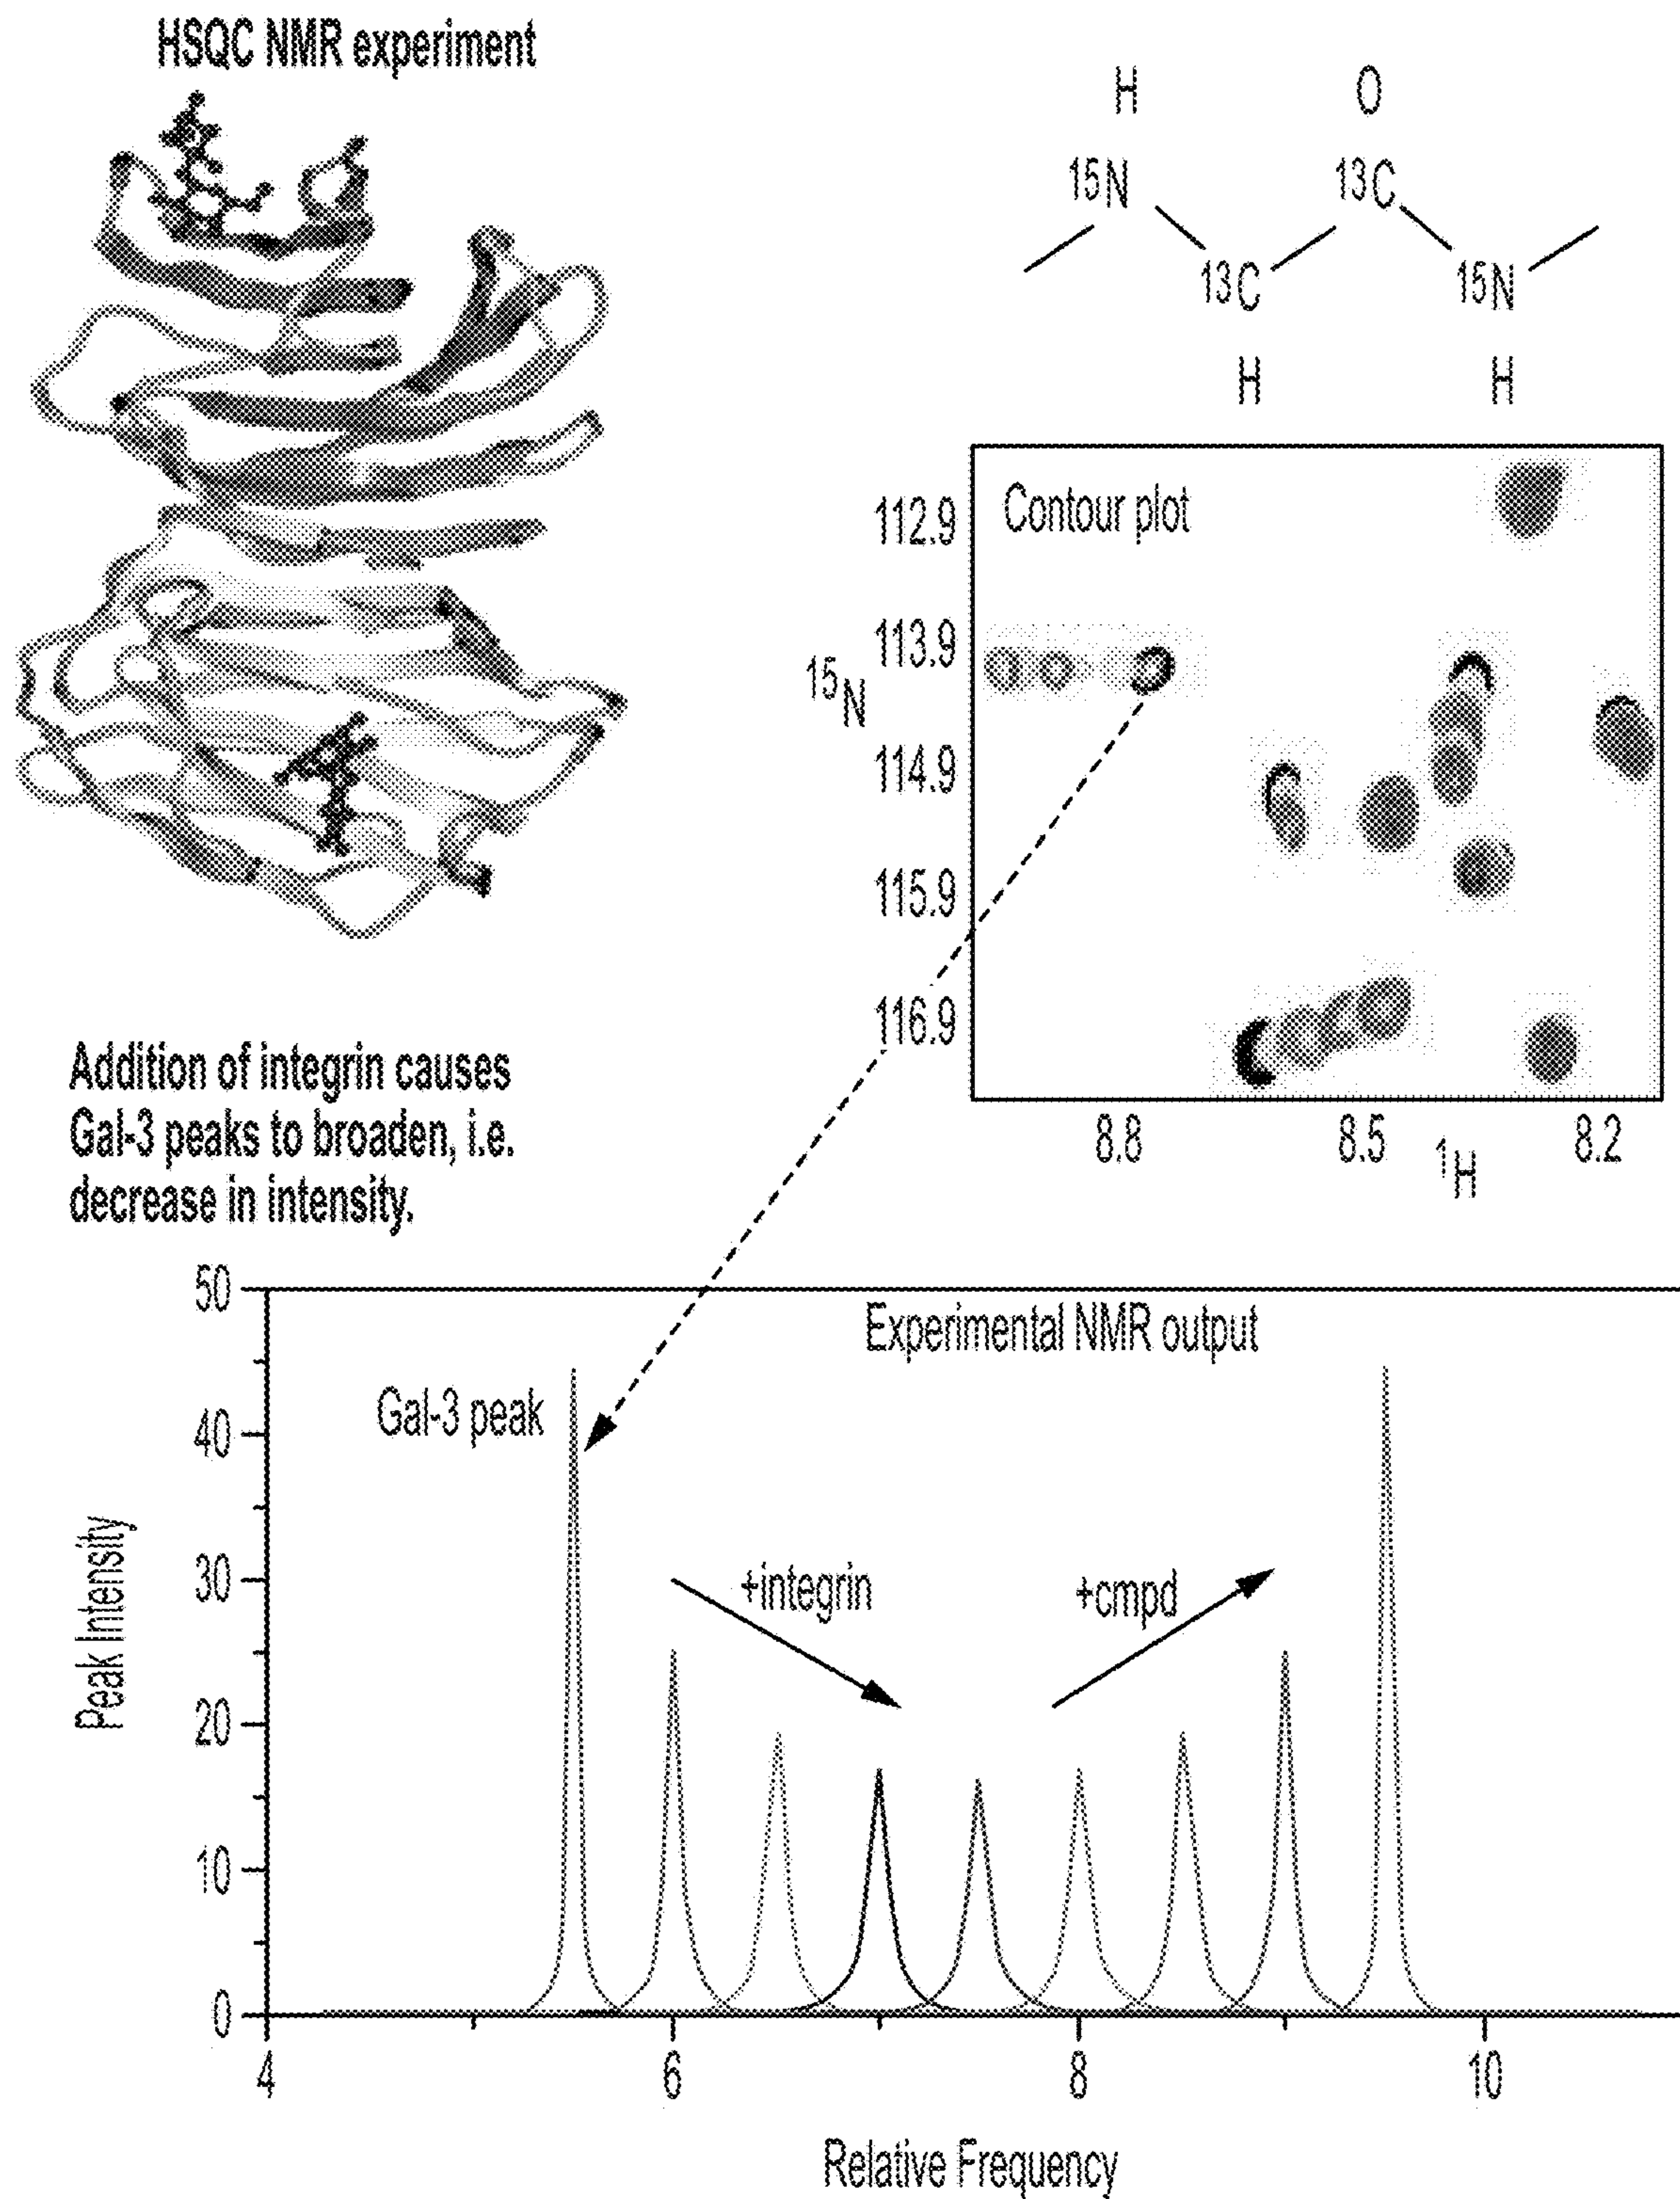 HSQC NMR experiment
H O
15N 13C
13C 15N
H H
Contour plot
112.9
113.9
15N
114.9
115.9
116.9
8.8 8.5 1H 8.2
Addition of integrin causes
Gal-3 peaks to broaden, i.e.
decrease in intensity.
Experimental NMR output
Gal-3 peak
+integrin
+cmpd
Peak Intensity
50
40
30
20
10
0
4 6 8 10
Relative Frequency